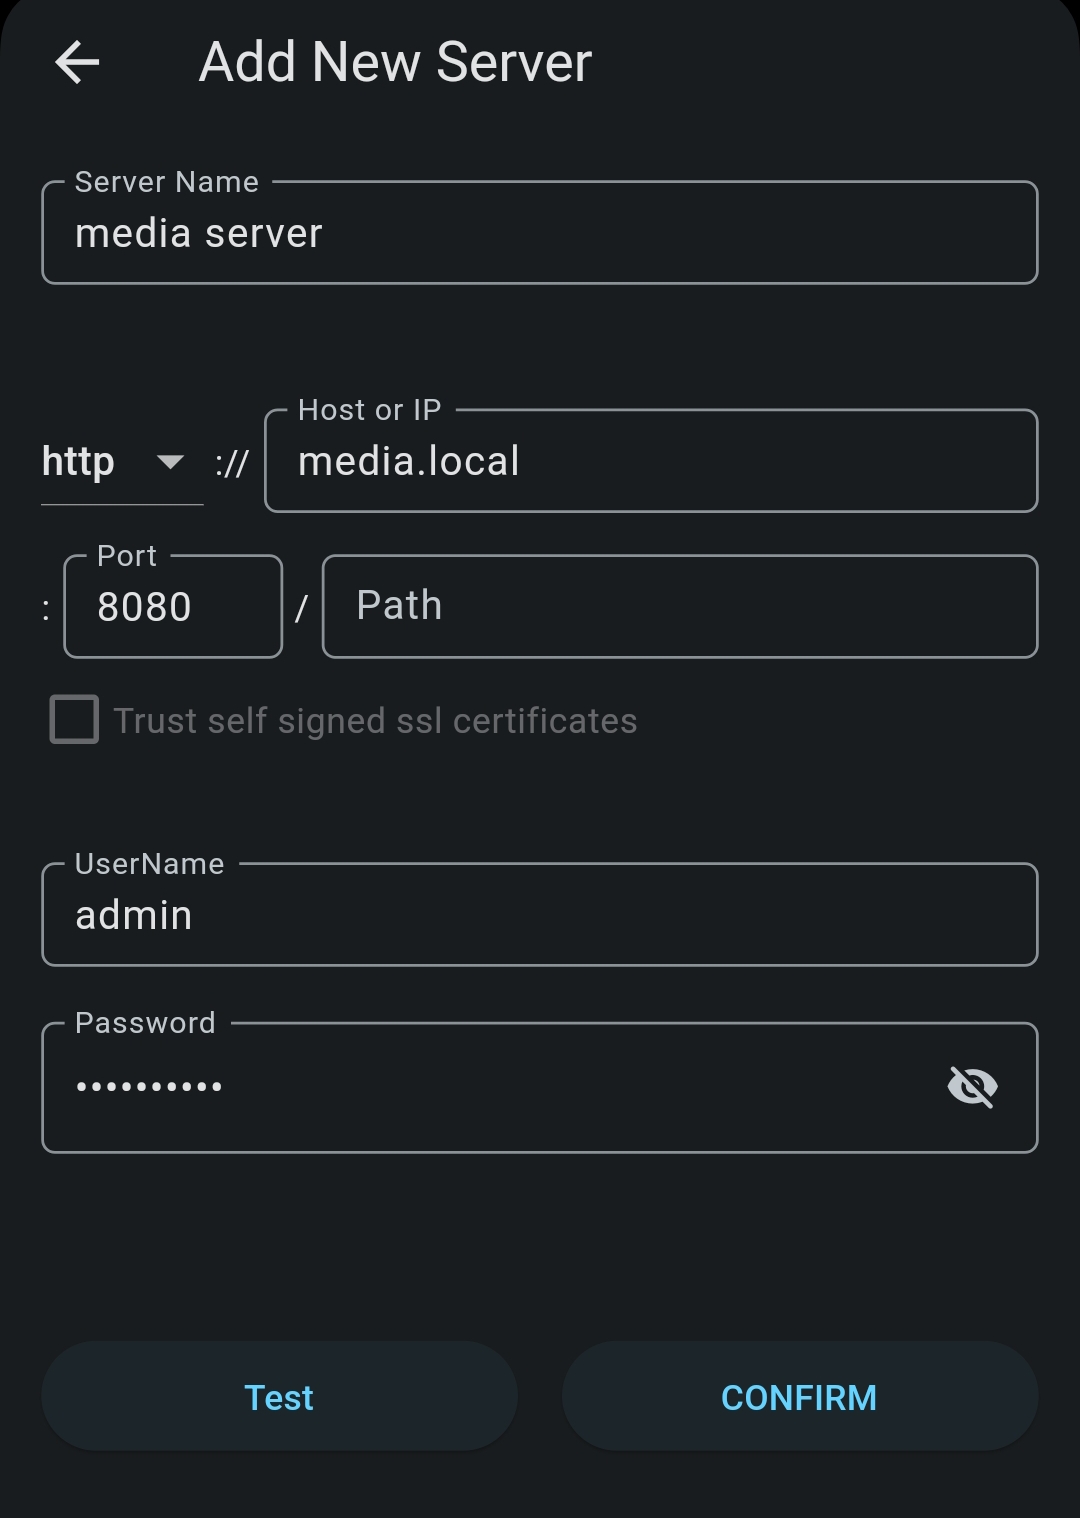 Add New Server
Server Name
media server
Host or IP
http :// media.local
Port
: 8080 / Path
Trust self signed ssl certificates
UserName
admin
Password
••••••••••
Test CONFIRM